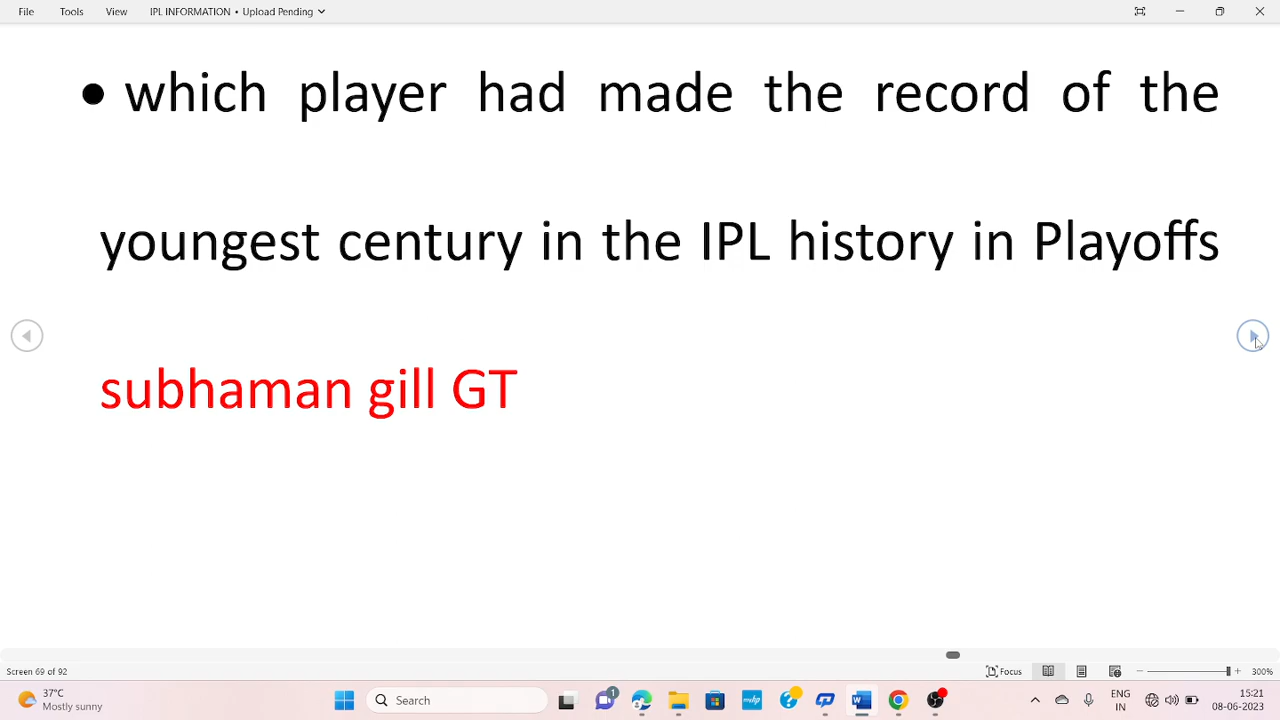 File Tools View IPL INFORMATION • Upload Pending
• which player had made the record of the
youngest century in the IPL history in Playoffs
subhaman gill GT
Screen 69 of 92 Focus 300%
37°C
Mostly sunny
Search
1
ENG
IN
15:21
08-06-2023